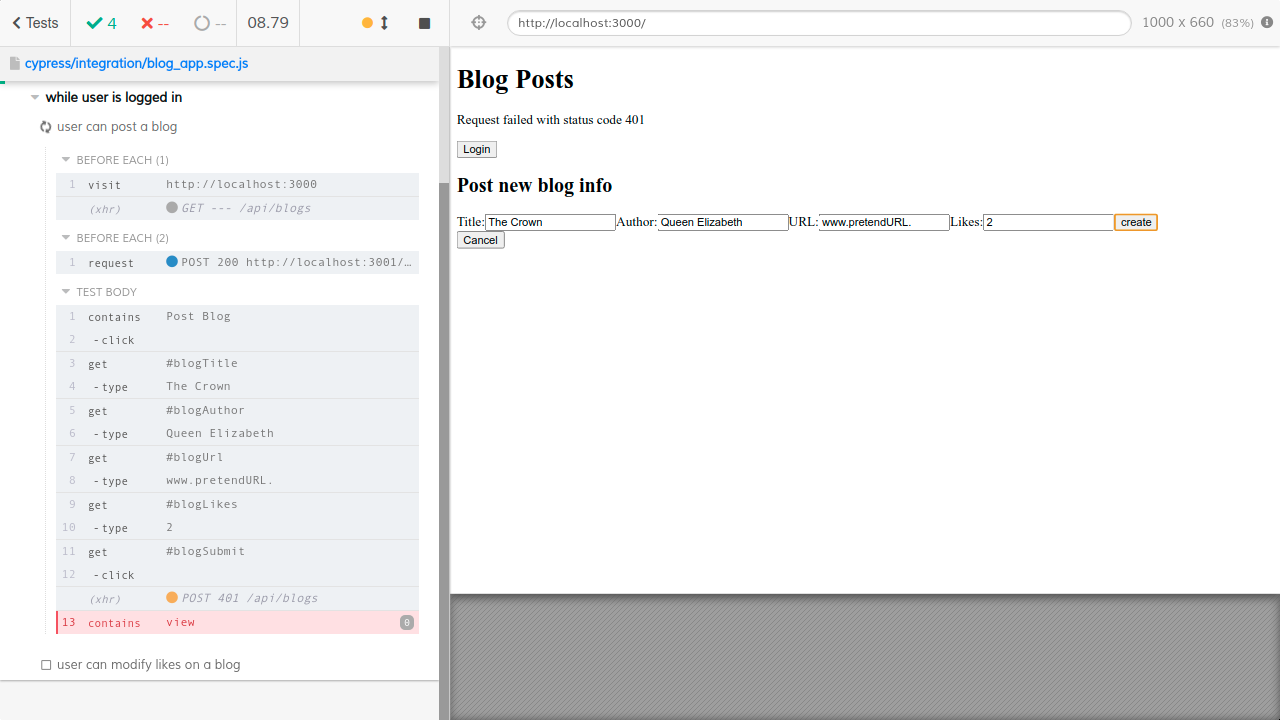 Tests 4 -- -- 08.79
http://localhost:3000/ 1000 x 660 (83%)
cypress/integration/blog_app.spec.js
while user is logged in
user can post a blog
BEFORE EACH (1)
1 visit http://localhost:3000
(xhr) GET --- /api/blogs
BEFORE EACH (2)
1 request POST 200 http://localhost:3001/…
TEST BODY
1 contains Post Blog
2 -click
3 get #blogTitle
4 -type The Crown
5 get #blogAuthor
6 -type Queen Elizabeth
7 get #blogUrl
8 -type www.pretendURL.
9 get #blogLikes
10 -type 2
11 get #blogSubmit
12 -click
(xhr) POST 401 /api/blogs
13 contains view 0
user can modify likes on a blog
Blog Posts
Request failed with status code 401
Login
Post new blog info
Title: The Crown Author: Queen Elizabeth URL: www.pretendURL. Likes: 2 create
Cancel